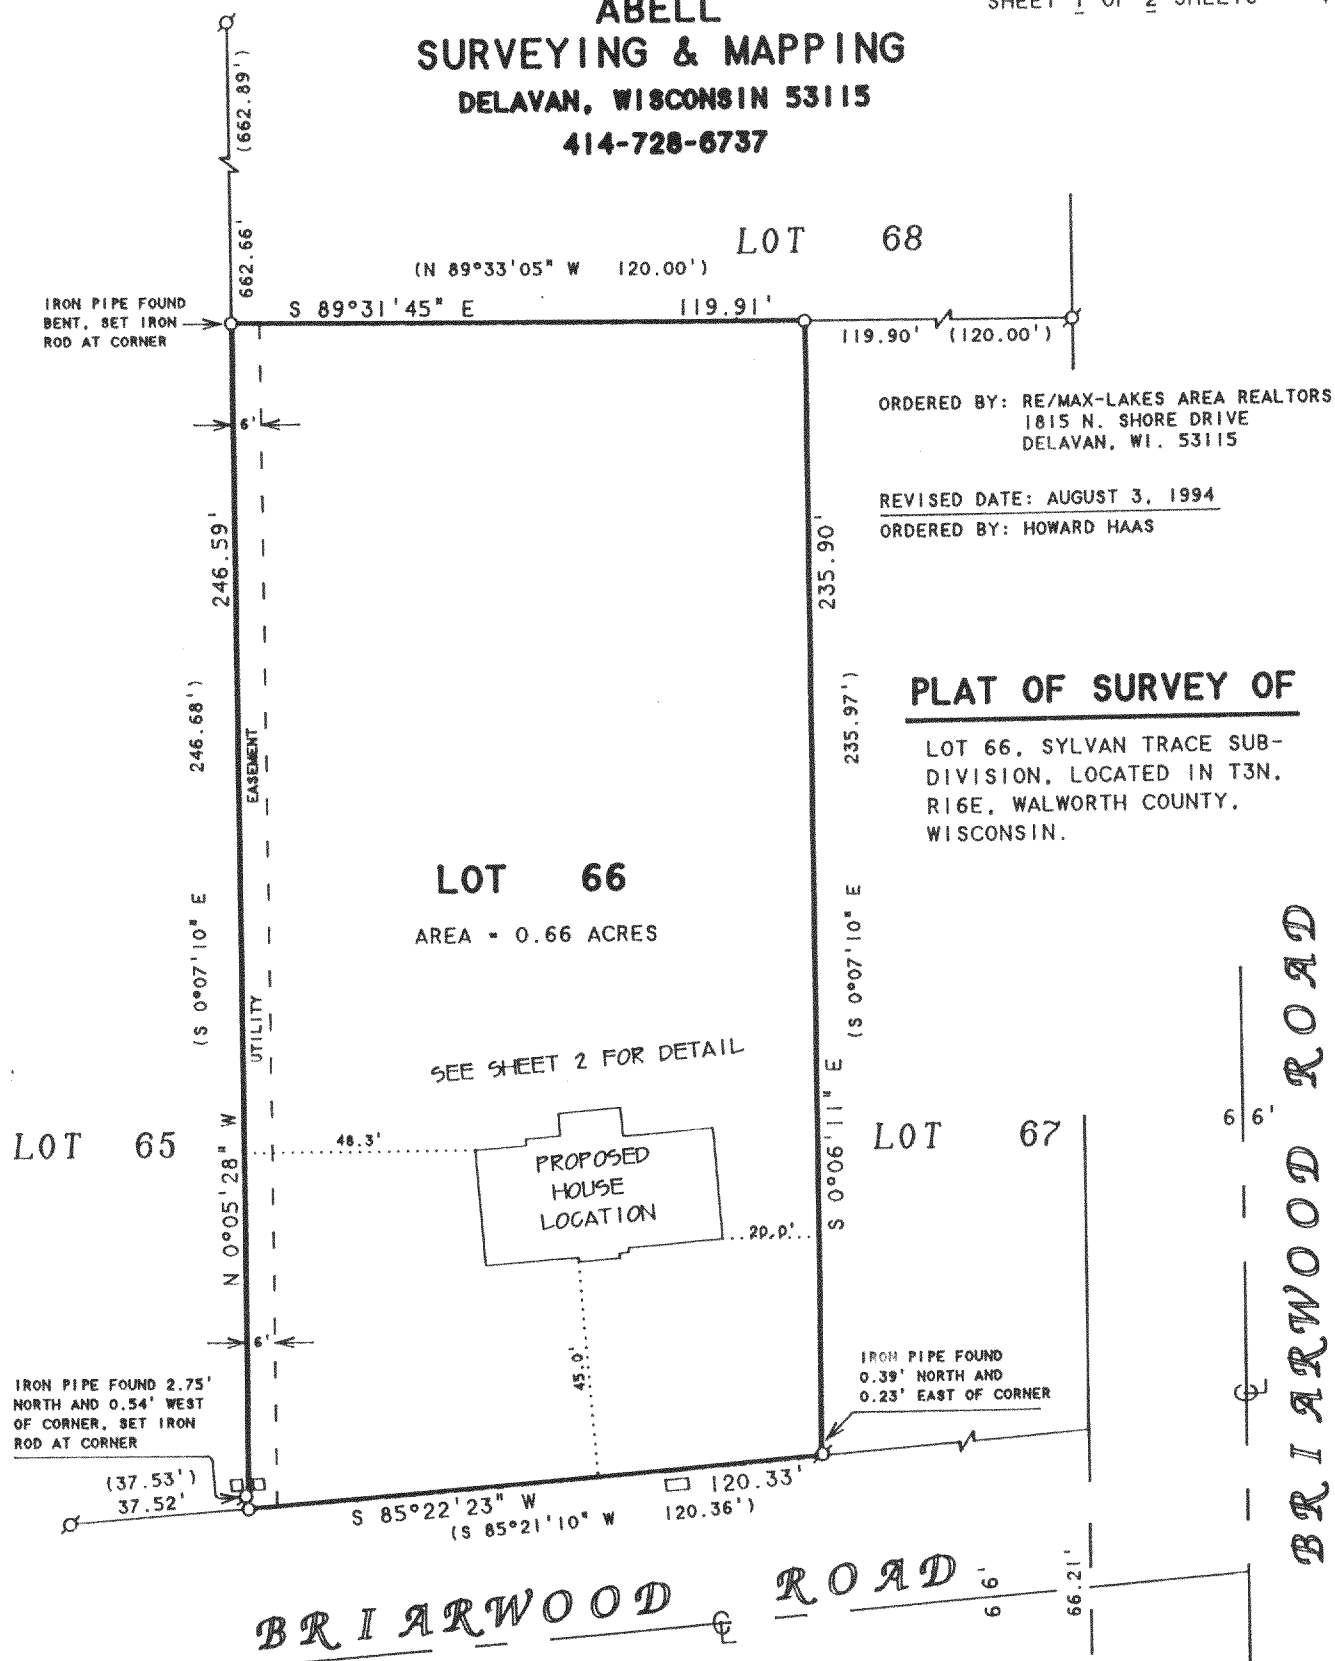 ABELL
SHEET 1 OF 2 SHEETS
SURVEYING & MAPPING
DELAVAN, WISCONSIN 53115
414-728-6737
(662.89')
662.66'
LOT 68
(N 89°33'05" W 120.00')
S 89°31'45" E 119.91'
119.90' (120.00')
IRON PIPE FOUND
BENT, SET IRON
ROD AT CORNER
6'
ORDERED BY: RE/MAX-LAKES AREA REALTORS
1815 N. SHORE DRIVE
DELAVAN, WI. 53115
REVISED DATE: AUGUST 3, 1994
ORDERED BY: HOWARD HAAS
246.59'
235.90'
246.68')
235.97')
PLAT OF SURVEY OF
LOT 66, SYLVAN TRACE SUB-
DIVISION, LOCATED IN T3N,
R16E, WALWORTH COUNTY,
WISCONSIN.
UTILITY EASEMENT
LOT 66
AREA = 0.66 ACRES
(S 0°07'10" E
(S 0°07'10" E
SEE SHEET 2 FOR DETAIL
LOT 65
N 0°05'28" W
48.3'
PROPOSED
HOUSE
LOCATION
20.0'
S 0°06'11" E
LOT 67
66'
BRIARWOOD ROAD
6'
45.0'
IRON PIPE FOUND
0.39' NORTH AND
0.23' EAST OF CORNER
IRON PIPE FOUND 2.75'
NORTH AND 0.54' WEST
OF CORNER, SET IRON
ROD AT CORNER
(37.53')
37.52'
S 85°22'23" W 120.33'
(S 85°21'10" W 120.36')
BRIARWOOD ROAD
66'
66.21'